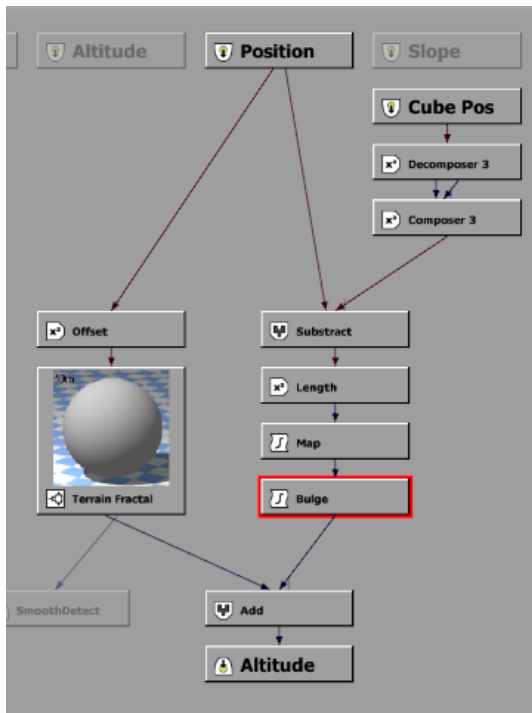 Altitude
Position
Slope
Cube Pos
Decomposer 3
Composer 3
Offset
Substract
Length
Terrain Fractal
Map
Bulge
SmoothDetect
Add
Altitude